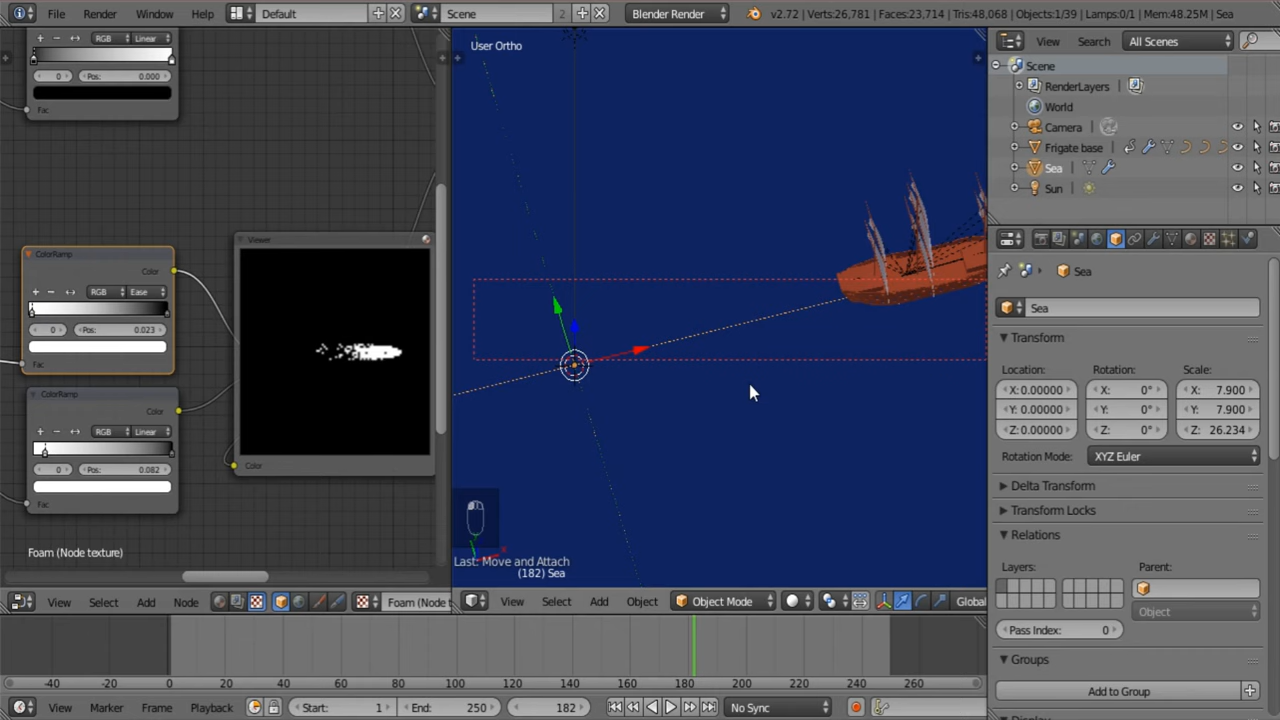 File Render Window Help Default Scene 2 Blender Render v2.72 | Verts:26,781 | Faces:23,714 | Tris:48,068 | Objects:1/39 | Lamps:0/1 | Mem:48.25M | Sea
RGB Linear
0 Pos: 0.000
Fac
ColorRamp
Color
RGB Ease
0 Pos: 0.023
Fac
ColorRamp
Color
RGB Linear
0 Pos: 0.082
Fac
Viewer
Color
Foam (Node texture)
View Select Add Node Foam (Node t
User Ortho
Last: Move and Attach
(182) Sea
View Select Add Object Object Mode Global
View Search All Scenes
Scene
RenderLayers
World
Camera
Frigate base
Sea
Sun
Sea
Sea
Transform
Location: Rotation: Scale:
X: 0.00000 X: 0° X: 7.900
Y: 0.00000 Y: 0° Y: 7.900
Z: 0.00000 Z: 0° Z: 26.234
Rotation Mode: XYZ Euler
Delta Transform
Transform Locks
Relations
Layers: Parent:
Object
Pass Index: 0
Groups
Add to Group
Display
-40 -20 0 20 40 60 80 100 120 140 160 180 200 220 240 260
View Marker Frame Playback Start: 1 End: 250 182 No Sync